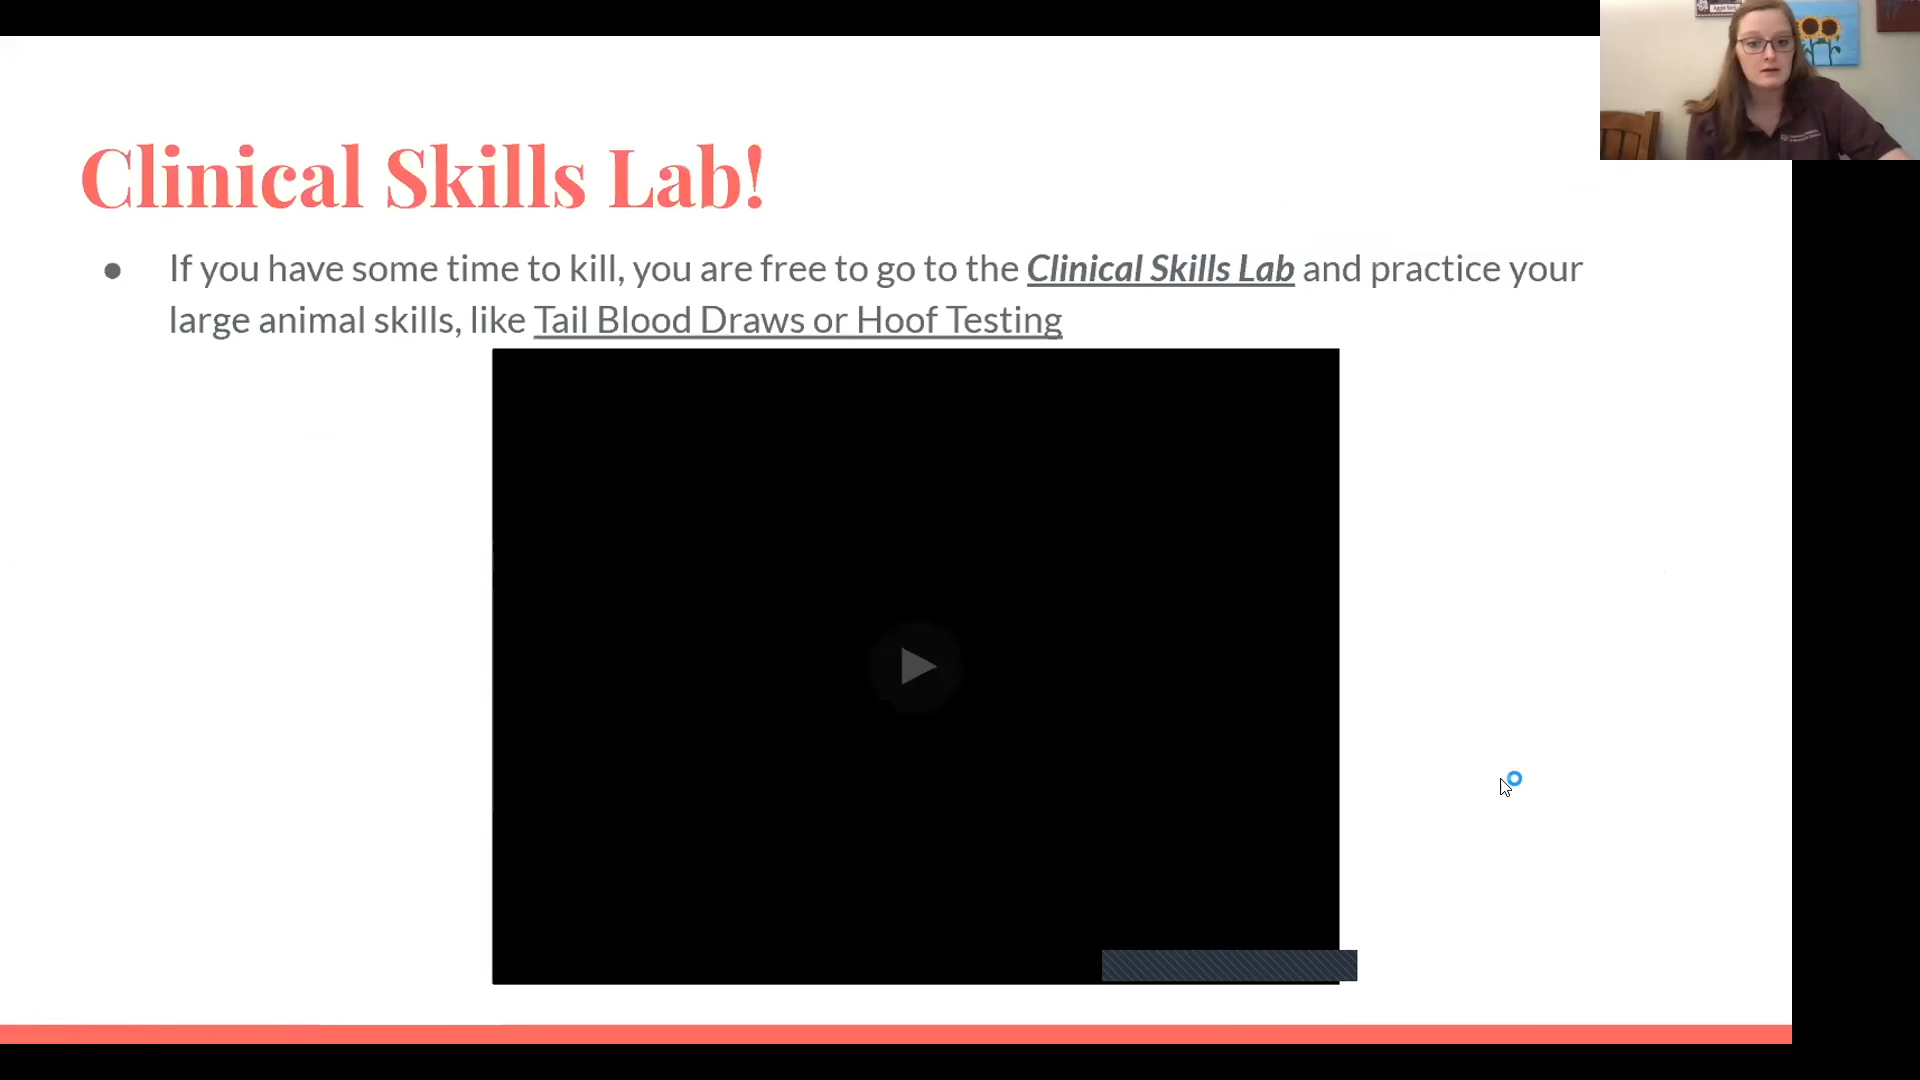 Clinical Skills Lab!
● If you have some time to kill, you are free to go to the Clinical Skills Lab and practice your
large animal skills, like Tail Blood Draws or Hoof Testing